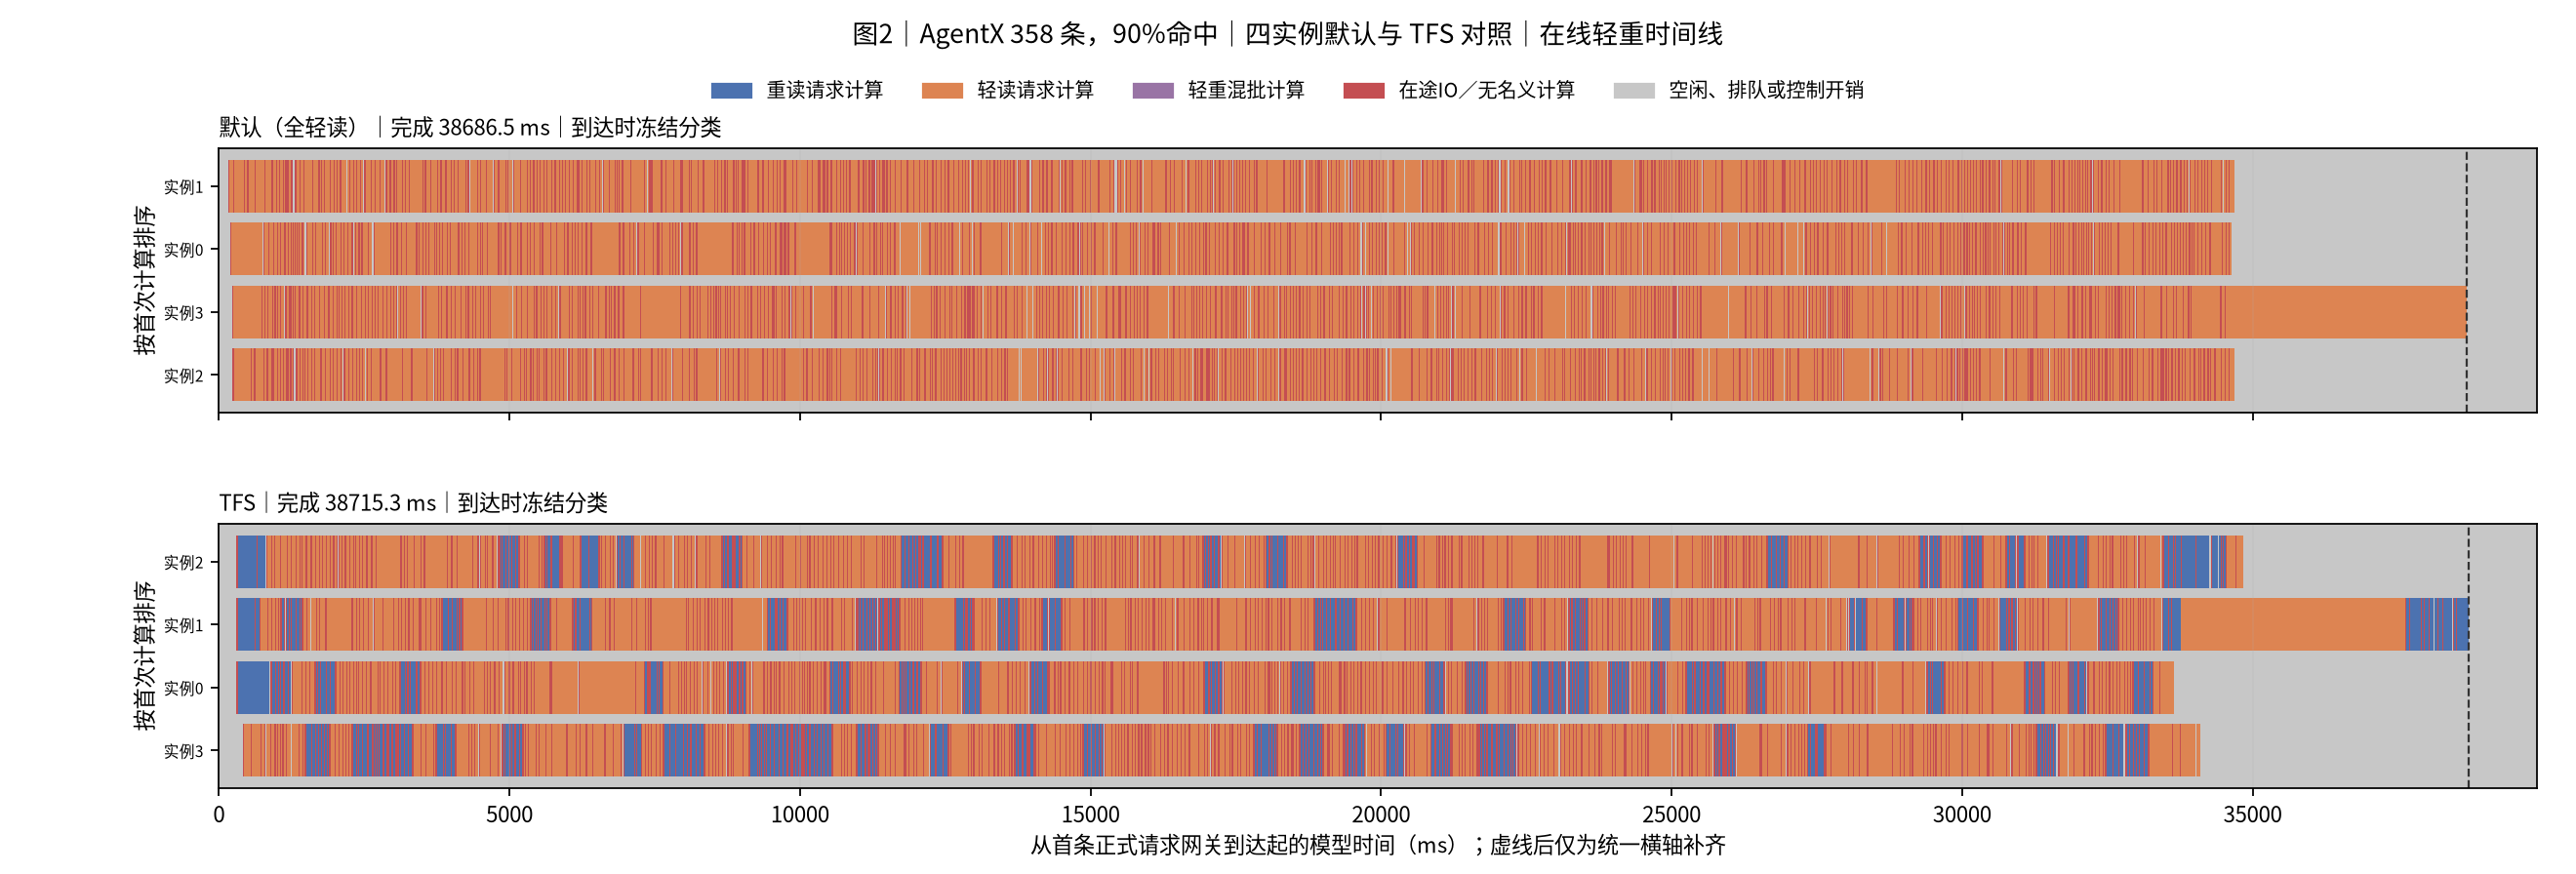 图2｜AgentX 358 条，90%命中｜四实例默认与 TFS 对照｜在线轻重时间线
重读请求计算 轻读请求计算 轻重混批计算 在途IO／无名义计算 空闲、排队或控制开销
默认（全轻读）｜完成 38686.5 ms｜到达时冻结分类
按首次计算排序
实例1
实例0
实例3
实例2
TFS｜完成 38715.3 ms｜到达时冻结分类
按首次计算排序
实例2
实例1
实例0
实例3
0 5000 10000 15000 20000 25000 30000 35000
从首条正式请求网关到达起的模型时间（ms）；虚线后仅为统一横轴补齐